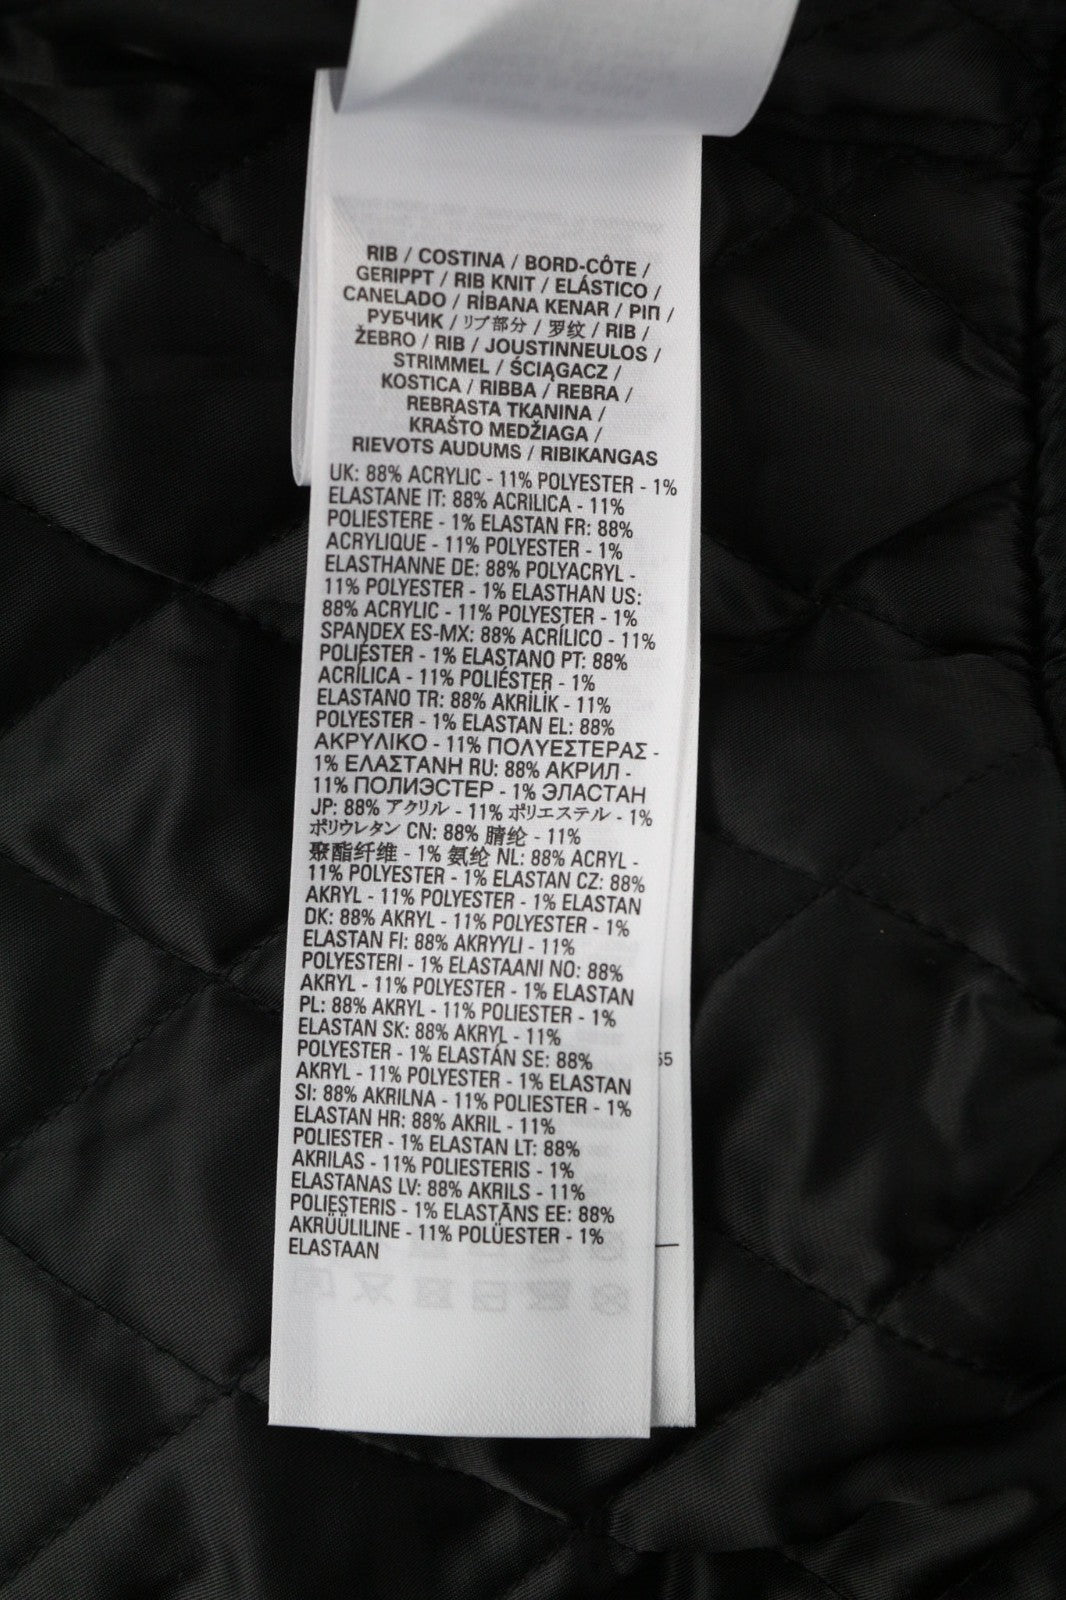 RIB / COSTINA / BORD-CÔTE /
GERIPPT / RIB KNIT / ELÁSTICO /
CANELADO / RİBANA KENAR / ΡΙΠ /
РУБЧИК / リブ部分 / 罗纹 / RIB /
ŽEBRO / RIB / JOUSTINNEULOS /
STRIMMEL / ŚCIĄGACZ /
KOSTICA / RIBBA / REBRA /
REBRASTA TKANINA /
KRAŠTO MEDŽIAGA /
RIEVOTS AUDUMS / RIBIKANGAS
UK: 88% ACRYLIC - 11% POLYESTER - 1%
ELASTANE IT: 88% ACRILICA - 11%
POLIESTERE - 1% ELASTAN FR: 88%
ACRYLIQUE - 11% POLYESTER - 1%
ELASTHANNE DE: 88% POLYACRYL -
11% POLYESTER - 1% ELASTHAN US:
88% ACRYLIC - 11% POLYESTER - 1%
SPANDEX ES-MX: 88% ACRÍLICO - 11%
POLIÉSTER - 1% ELASTANO PT: 88%
ACRÍLICA - 11% POLIÉSTER - 1%
ELASTANO TR: 88% AKRİLİK - 11%
POLYESTER - 1% ELASTAN EL: 88%
ΑΚΡΥΛΙΚΟ - 11% ΠΟΛΥΕΣΤΕΡΑΣ -
1% ΕΛΑΣΤΑΝΗ RU: 88% АКРИЛ -
11% ПОЛИЭСТЕР - 1% ЭЛАСТАН
JP: 88% アクリル - 11% ポリエステル - 1%
ポリウレタン CN: 88% 腈纶 - 11%
聚酯纤维 - 1% 氨纶 NL: 88% ACRYL -
11% POLYESTER - 1% ELASTAN CZ: 88%
AKRYL - 11% POLYESTER - 1% ELASTAN
DK: 88% AKRYL - 11% POLYESTER - 1%
ELASTAN FI: 88% AKRYYLI - 11%
POLYESTERI - 1% ELASTAANI NO: 88%
AKRYL - 11% POLYESTER - 1% ELASTAN
PL: 88% AKRYL - 11% POLIESTER - 1%
ELASTAN SK: 88% AKRYL - 11%
POLYESTER - 1% ELASTÁN SE: 88%
AKRYL - 11% POLYESTER - 1% ELASTAN
SI: 88% AKRILNA - 11% POLIESTER - 1%
ELASTAN HR: 88% AKRIL - 11%
POLIESTER - 1% ELASTAN LT: 88%
AKRILAS - 11% POLIESTERIS - 1%
ELASTANAS LV: 88% AKRILS - 11%
POLIESTERIS - 1% ELASTĀNS EE: 88%
AKRÜÜLILINE - 11% POLÜESTER - 1%
ELASTAAN